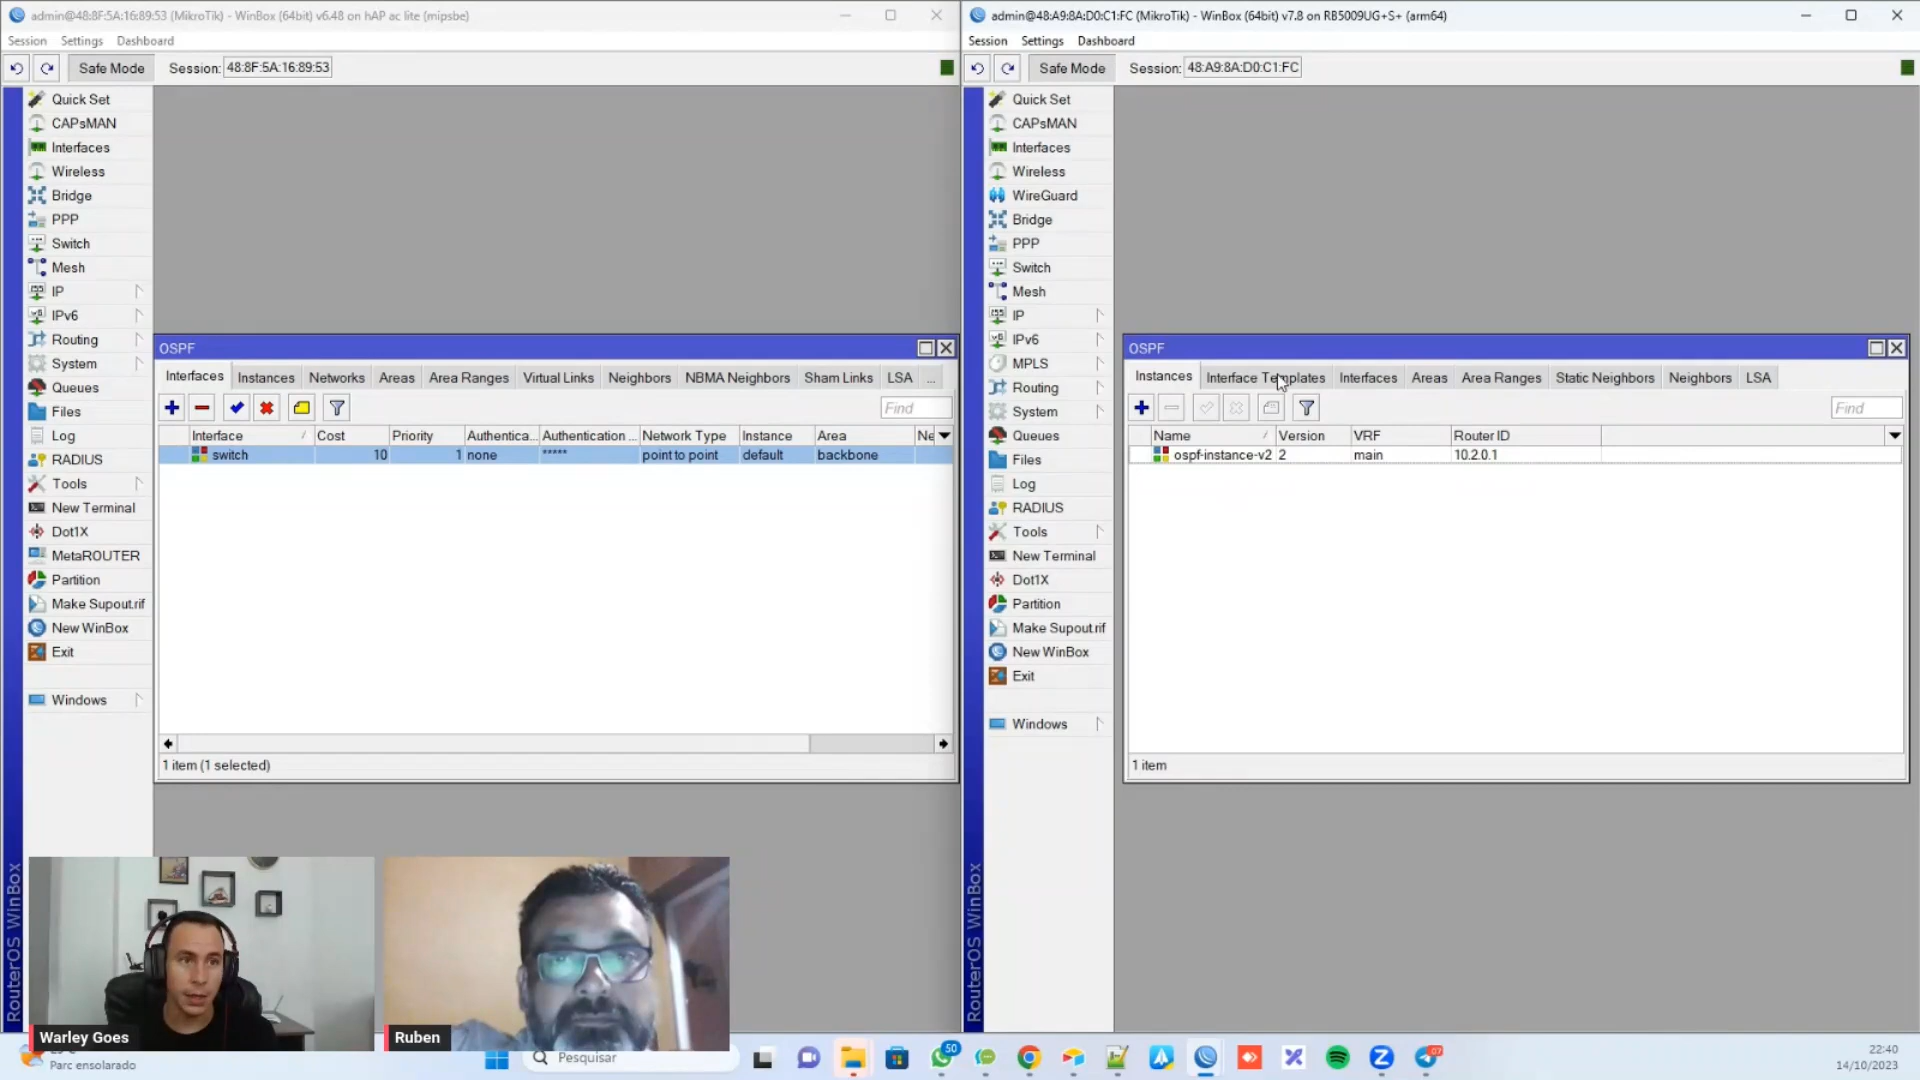 admin@48:8F:5A:16:89:53 (MikroTik) - WinBox (64bit) v6.48 on hAP ac lite (mipsbe)
Session Settings Dashboard
Safe Mode Session: 48:8F:5A:16:89:53
Quick Set
CAPsMAN
Interfaces
Wireless
Bridge
PPP
Switch
Mesh
IP
IPv6
Routing
System
Queues
Files
Log
RADIUS
Tools
New Terminal
Dot1X
MetaROUTER
Partition
Make Supout.rif
New WinBox
Exit
Windows
RouterOS WinBox
OSPF
Interfaces Instances Networks Areas Area Ranges Virtual Links Neighbors NBMA Neighbors Sham Links LSA ...
Find
Interface Cost Priority Authentica... Authentication ... Network Type Instance Area Ne
switch 10 1 none ***** point to point default backbone
1 item (1 selected)
admin@48:A9:8A:D0:C1:FC (MikroTik) - WinBox (64bit) v7.8 on RB5009UG+S+ (arm64)
Session Settings Dashboard
Safe Mode Session: 48:A9:8A:D0:C1:FC
Quick Set
CAPsMAN
Interfaces
Wireless
WireGuard
Bridge
PPP
Switch
Mesh
IP
IPv6
MPLS
Routing
System
Queues
Files
Log
RADIUS
Tools
New Terminal
Dot1X
Partition
Make Supout.rif
New WinBox
Exit
Windows
RouterOS WinBox
OSPF
Instances Interface Templates Interfaces Areas Area Ranges Static Neighbors Neighbors LSA
Find
Name Version VRF Router ID
ospf-instance-v2 2 main 10.2.0.1
1 item
Warley Goes
Ruben
Parc ensolarado
Pesquisar
50
07
22:40
14/10/2023